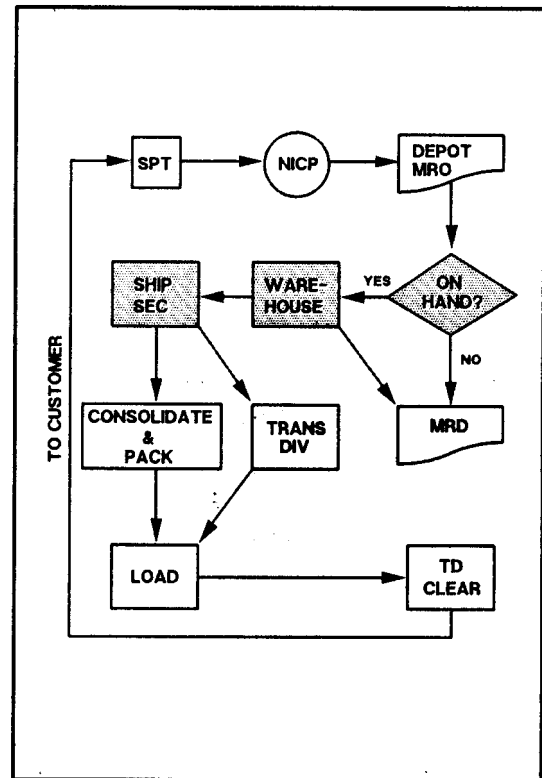 SPT
NICP
DEPOT
MRO
SHIP
SEC
WARE-
HOUSE
YES
ON
HAND?
NO
CONSOLIDATE
&
PACK
TRANS
DIV
MRD
TO CUSTOMER
LOAD
TD
CLEAR